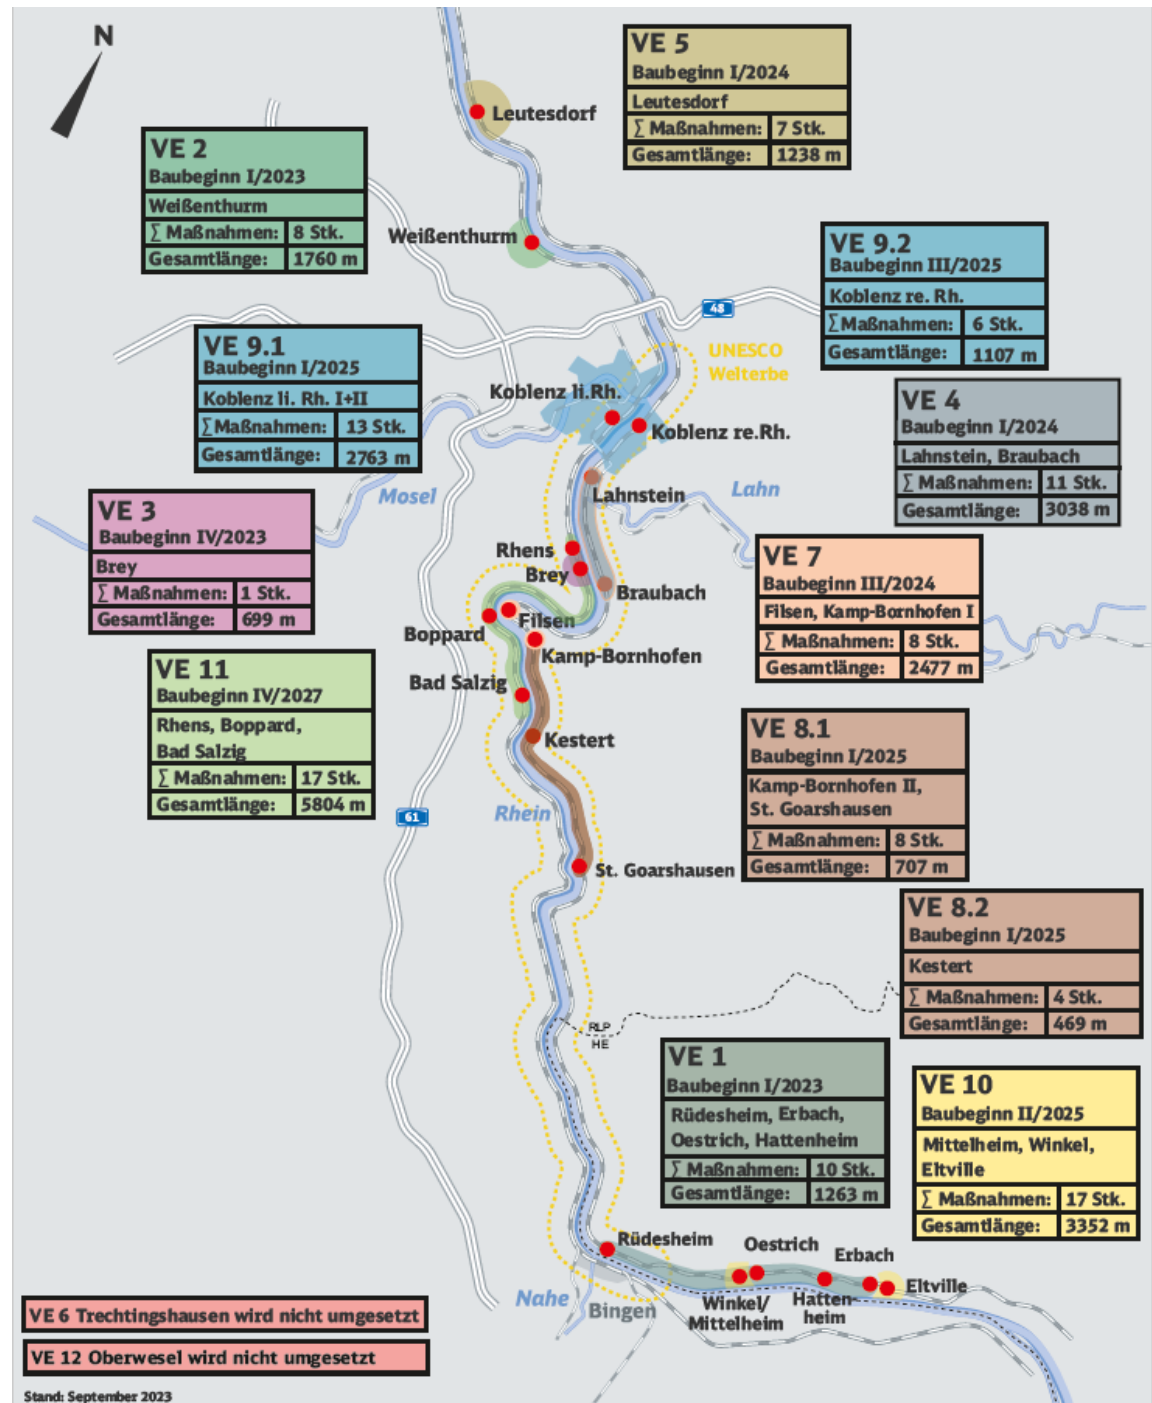 N
VE 5
Baubeginn I/2024
Leutesdorf
∑ Maßnahmen: 7 Stk.
Gesamtlänge: 1238 m
Leutesdorf
VE 2
Baubeginn I/2023
Weißenthurm
∑ Maßnahmen: 8 Stk.
Gesamtlänge: 1760 m
Weißenthurm
VE 9.2
Baubeginn III/2025
Koblenz re. Rh.
∑Maßnahmen: 6 Stk.
Gesamtlänge: 1107 m
48
VE 9.1
Baubeginn I/2025
Koblenz li. Rh. I+II
∑Maßnahmen: 13 Stk.
Gesamtlänge: 2763 m
UNESCO
Welterbe
Koblenz li.Rh.
Koblenz re.Rh.
VE 4
Baubeginn I/2024
Lahnstein, Braubach
∑ Maßnahmen: 11 Stk.
Gesamtlänge: 3038 m
Mosel
Lahn
Lahnstein
VE 3
Baubeginn IV/2023
Brey
∑ Maßnahmen: 1 Stk.
Gesamtlänge: 699 m
Rhens
Brey
Braubach
VE 7
Baubeginn III/2024
Filsen, Kamp-Bornhofen I
∑ Maßnahmen: 8 Stk.
Gesamtlänge: 2477 m
Filsen
Boppard
Kamp-Bornhofen
Bad Salzig
Kestert
VE 11
Baubeginn IV/2027
Rhens, Boppard,
Bad Salzig
∑ Maßnahmen: 17 Stk.
Gesamtlänge: 5804 m
VE 8.1
Baubeginn I/2025
Kamp-Bornhofen II,
St. Goarshausen
∑ Maßnahmen: 8 Stk.
Gesamtlänge: 707 m
61
Rhein
St. Goarshausen
VE 8.2
Baubeginn I/2025
Kestert
∑ Maßnahmen: 4 Stk.
Gesamtlänge: 469 m
RLP
HE
VE 1
Baubeginn I/2023
Rüdesheim, Erbach,
Oestrich, Hattenheim
∑ Maßnahmen: 10 Stk.
Gesamtlänge: 1263 m
VE 10
Baubeginn II/2025
Mittelheim, Winkel,
Eltville
∑ Maßnahmen: 17 Stk.
Gesamtlänge: 3352 m
Rüdesheim
Oestrich
Erbach
Eltville
Winkel/
Mittelheim
Hatten-
heim
Nahe
Bingen
VE 6 Trechtingshausen wird nicht umgesetzt
VE 12 Oberwesel wird nicht umgesetzt
Stand: September 2023